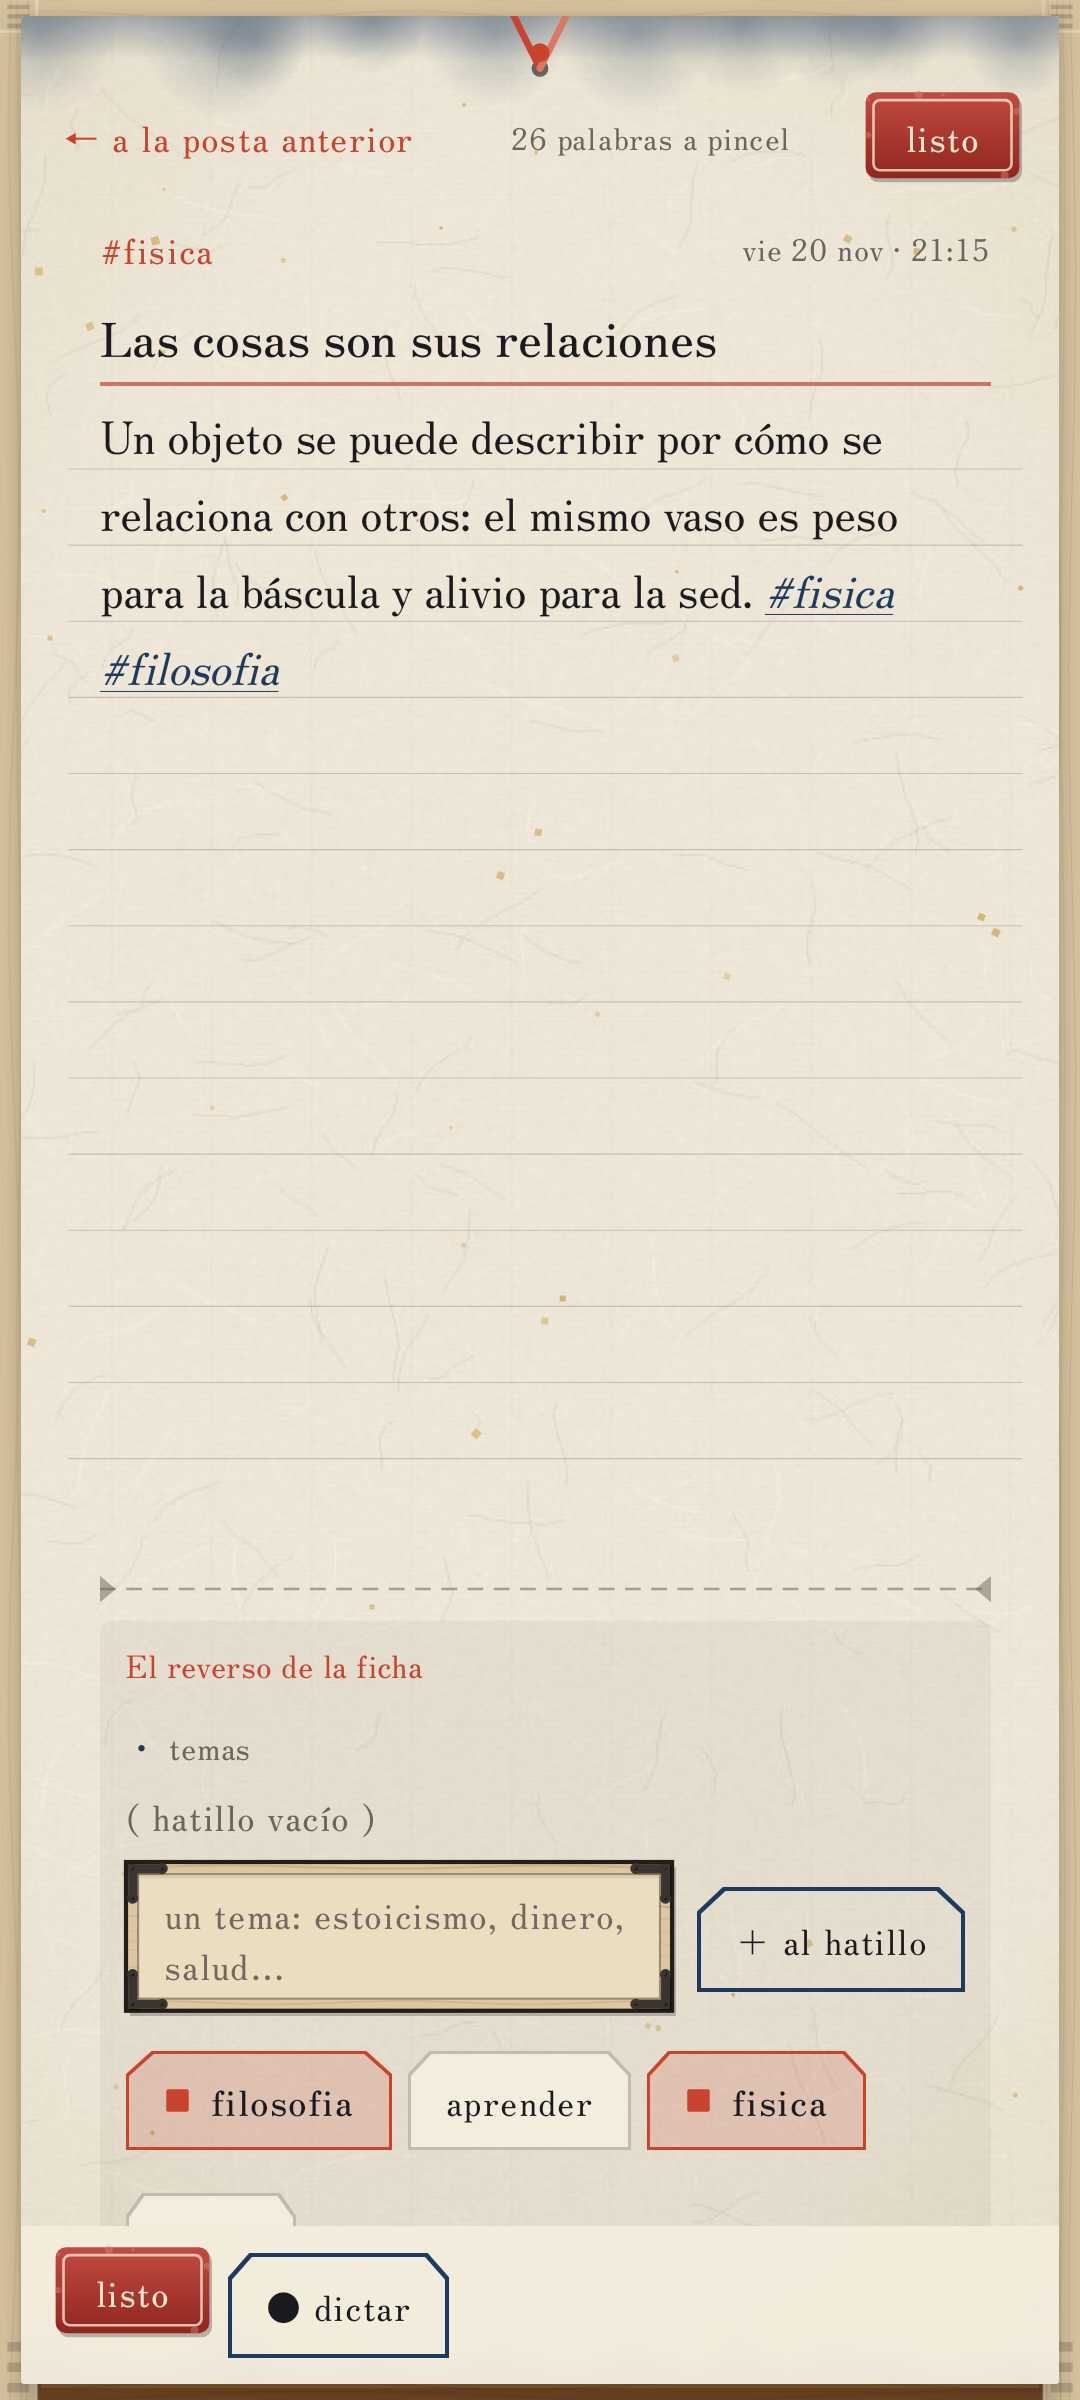 ← a la posta anterior
26 palabras a pincel
listo
#fisica
vie 20 nov · 21:15
Las cosas son sus relaciones
Un objeto se puede describir por cómo se
relaciona con otros: el mismo vaso es peso
para la báscula y alivio para la sed. #fisica
#filosofia
El reverso de la ficha
• temas
( hatillo vacío )
un tema: estoicismo, dinero,
salud...
+ al hatillo
filosofia
aprender
fisica
listo
dictar